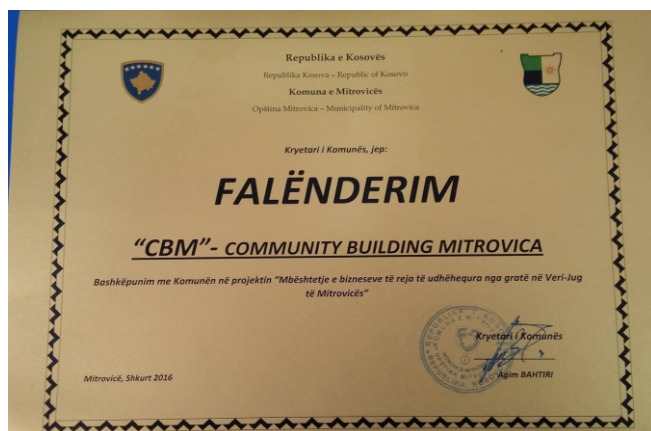 Republika e Kosovës
Republika Kosova – Republic of Kosovo
Komuna e Mitrovicës
Opština Mitrovica – Municipality of Mitrovica
Kryetari i Komunës, jep:
FALËNDERIM
"CBM"- COMMUNITY BUILDING MITROVICA
Bashkëpunim me Komunën në projektin "Mbështetje e bizneseve të reja të udhëhequra nga gratë në Veri-Jug
të Mitrovicës"
Kryetari i Komunës
Agim BAHTIRI
Mitrovicë, Shkurt 2016